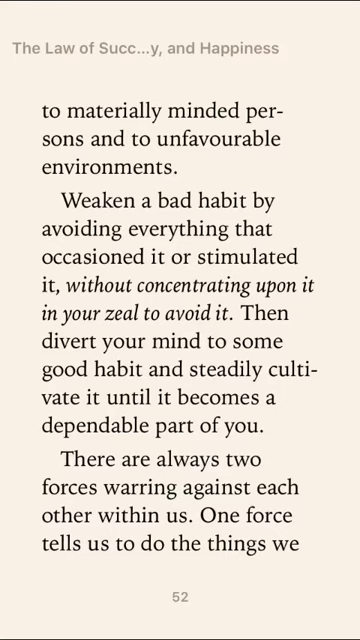 The Law of Succ...y, and Happiness
to materially minded per-
sons and to unfavourable
environments.
Weaken a bad habit by
avoiding everything that
occasioned it or stimulated
it, without concentrating upon it
in your zeal to avoid it. Then
divert your mind to some
good habit and steadily culti-
vate it until it becomes a
dependable part of you.
There are always two
forces warring against each
other within us. One force
tells us to do the things we
52